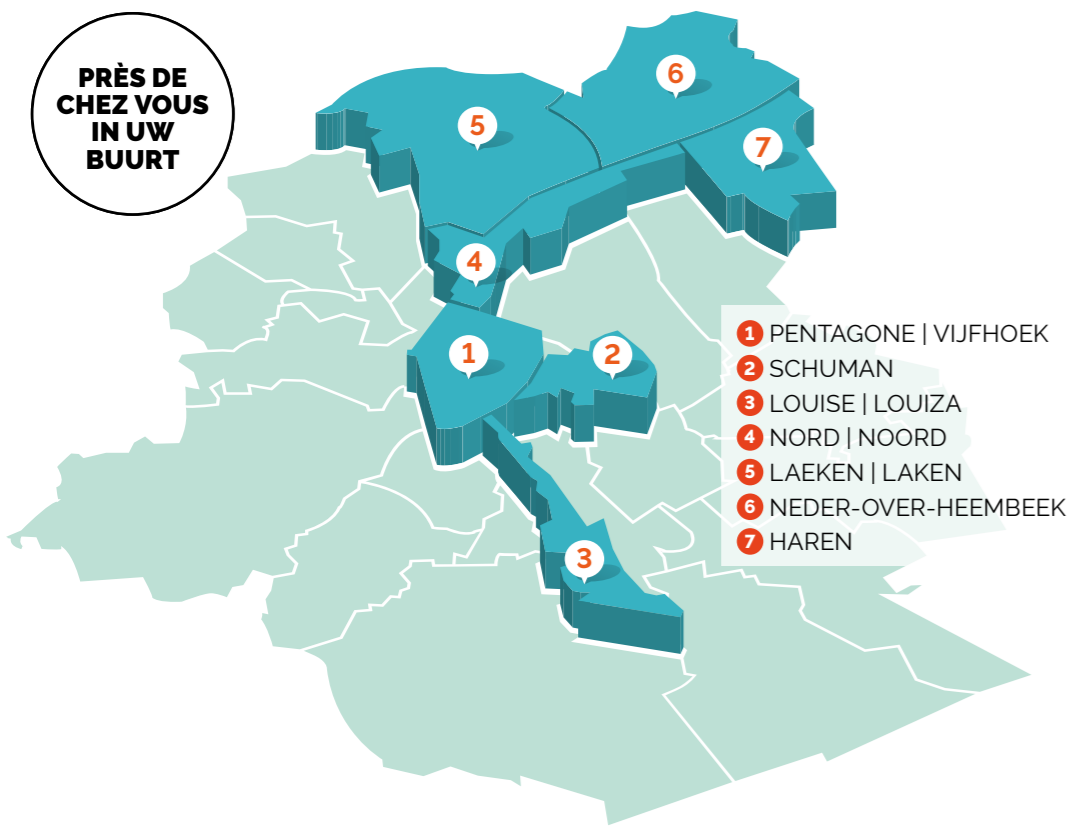 PRÈS DE
CHEZ VOUS
IN UW
BUURT
6
5
7
4
1
2
3
1 PENTAGONE | VIJFHOEK
2 SCHUMAN
3 LOUISE | LOUIZA
4 NORD | NOORD
5 LAEKEN | LAKEN
6 NEDER-OVER-HEEMBEEK
7 HAREN